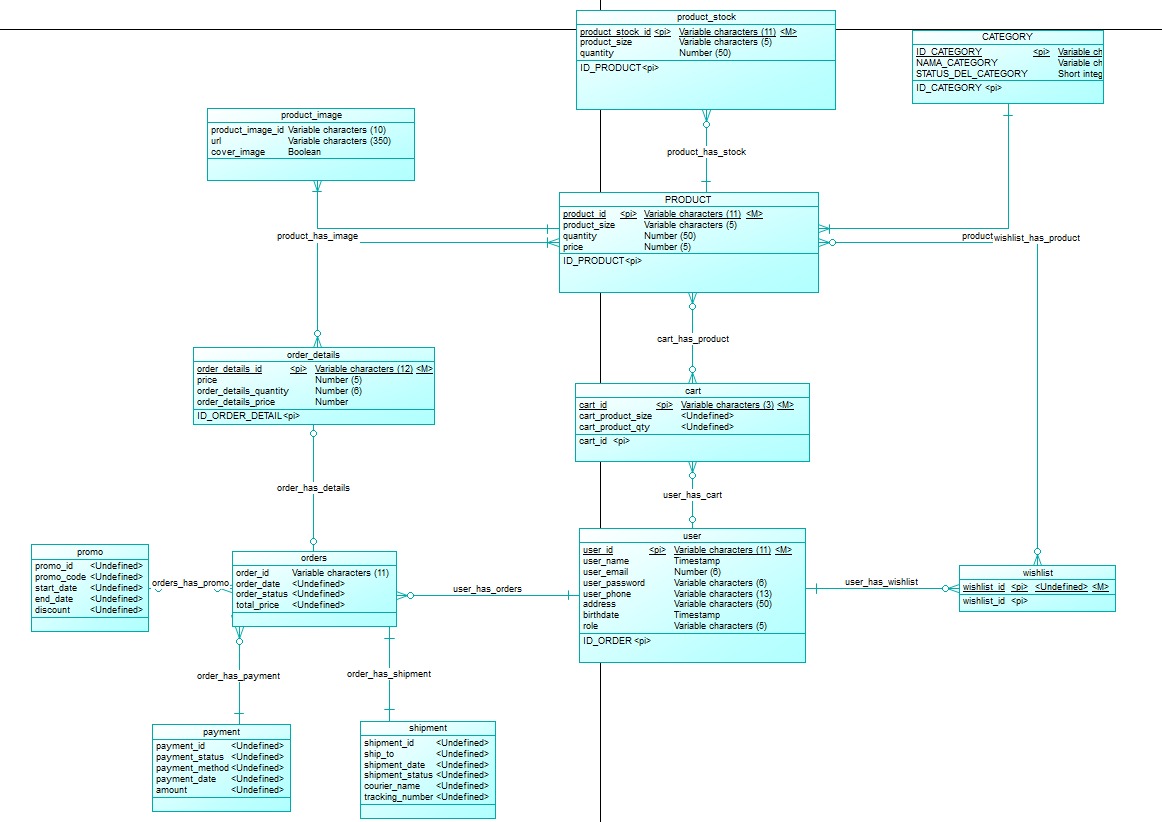 product_stock
product_stock_id <pi> Variable characters (11) <M>
product_size Variable characters (5)
quantity Number (50)
ID_PRODUCT <pi>
CATEGORY
ID_CATEGORY <pi> Variable ch
NAMA_CATEGORY Variable ch
STATUS_DEL_CATEGORY Short integ
ID_CATEGORY <pi>
product_image
product_image_id Variable characters (10)
url Variable characters (350)
cover_image Boolean
product_has_stock
PRODUCT
product_id <pi> Variable characters (11) <M>
product_size Variable characters (5)
quantity Number (50)
price Number (5)
ID_PRODUCT <pi>
product_has_image
product
wishlist_has_product
cart_has_product
order_details
order_details_id <pi> Variable characters (12) <M>
price Number (5)
order_details_quantity Number (6)
order_details_price Number
ID_ORDER_DETAIL <pi>
cart
cart_id <pi> Variable characters (3) <M>
cart_product_size <Undefined>
cart_product_qty <Undefined>
cart_id <pi>
order_has_details
user_has_cart
user
user_id <pi> Variable characters (11) <M>
user_name Timestamp
user_email Number (6)
user_password Variable characters (6)
user_phone Variable characters (13)
address Variable characters (50)
birthdate Timestamp
role Variable characters (5)
ID_ORDER <pi>
promo
promo_id <Undefined>
promo_code <Undefined>
start_date <Undefined>
end_date <Undefined>
discount <Undefined>
orders_has_promo
orders
order_id Variable characters (11)
order_date <Undefined>
order_status <Undefined>
total_price <Undefined>
user_has_orders
user_has_wishlist
wishlist
wishlist_id <pi> <Undefined> <M>
wishlist_id <pi>
order_has_payment
order_has_shipment
payment
payment_id <Undefined>
payment_status <Undefined>
payment_method <Undefined>
payment_date <Undefined>
amount <Undefined>
shipment
shipment_id <Undefined>
ship_to <Undefined>
shipment_date <Undefined>
shipment_status <Undefined>
courier_name <Undefined>
tracking_number <Undefined>